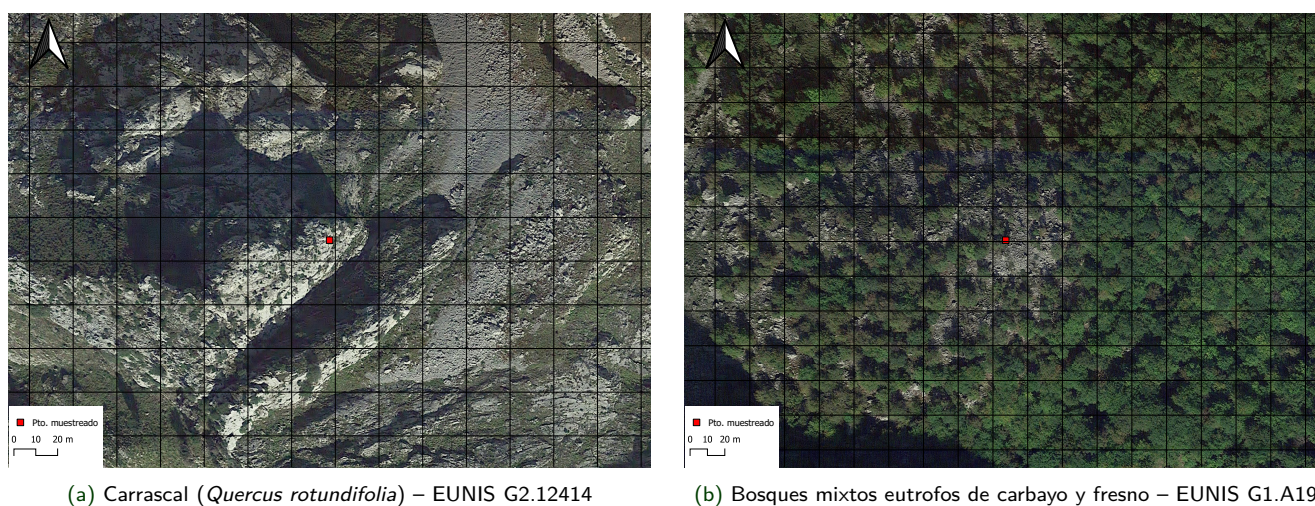 Pto. muestreado
0 10 20 m
Pto. muestreado
0 10 20 m
(a) Carrascal (Quercus rotundifolia) – EUNIS G2.12414
(b) Bosques mixtos eutrofos de carbayo y fresno – EUNIS G1.A19